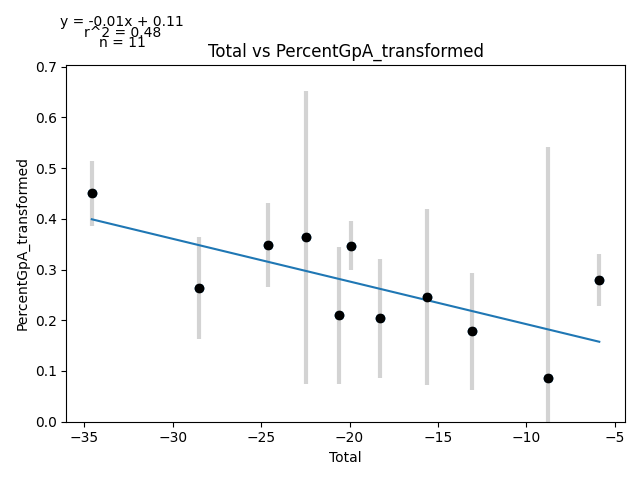 y = -0.01x + 0.11
r^2 = 0.48
n = 11
Total vs PercentGpA_transformed
0.7
0.6
0.5
0.4
0.3
0.2
0.1
0.0
PercentGpA_transformed
−35
−30
−25
−20
−15
−10
−5
Total